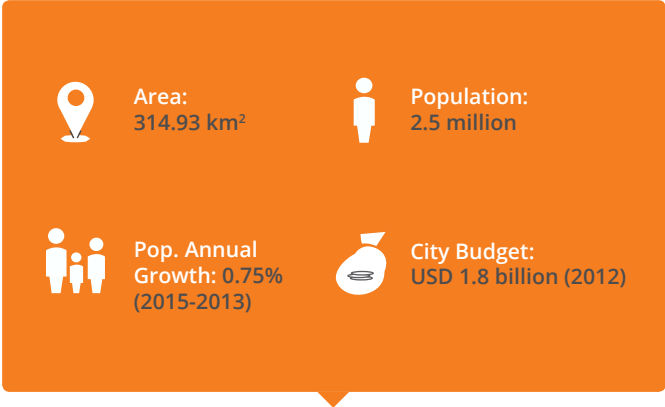 Area:
314.93 km²
Population:
2.5 million
Pop. Annual
Growth: 0.75%
(2015-2013)
City Budget:
USD 1.8 billion (2012)